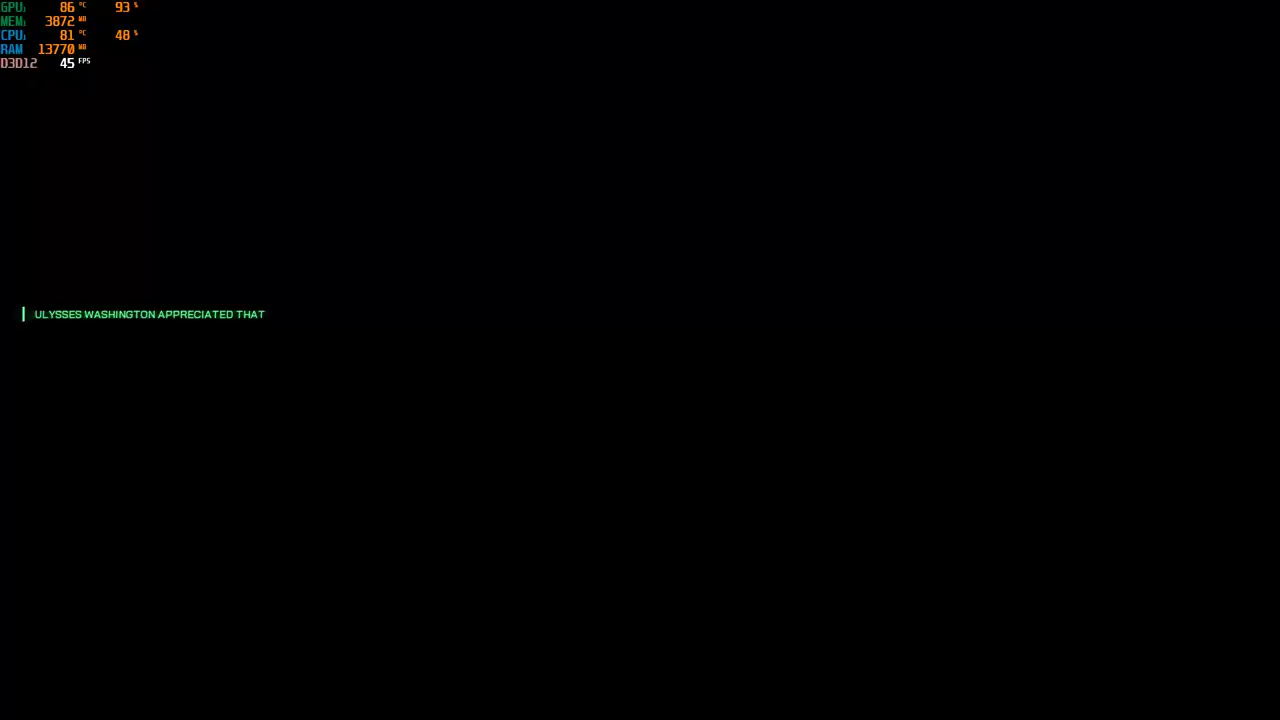 GPU 86 °C 93 %
MEM 3872 MB
CPU 81 °C 48 %
RAM 13770 MB
D3D12 45 FPS
ULYSSES WASHINGTON APPRECIATED THAT